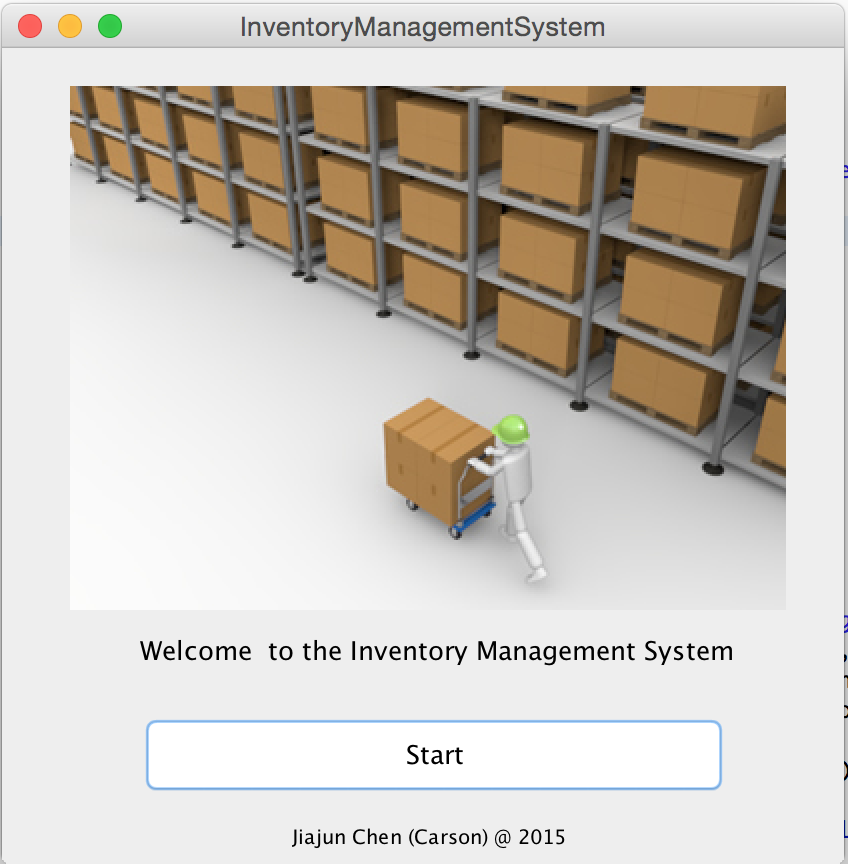 InventoryManagementSystem
Welcome  to the Inventory Management System
Start
Jiajun Chen (Carson) @ 2015